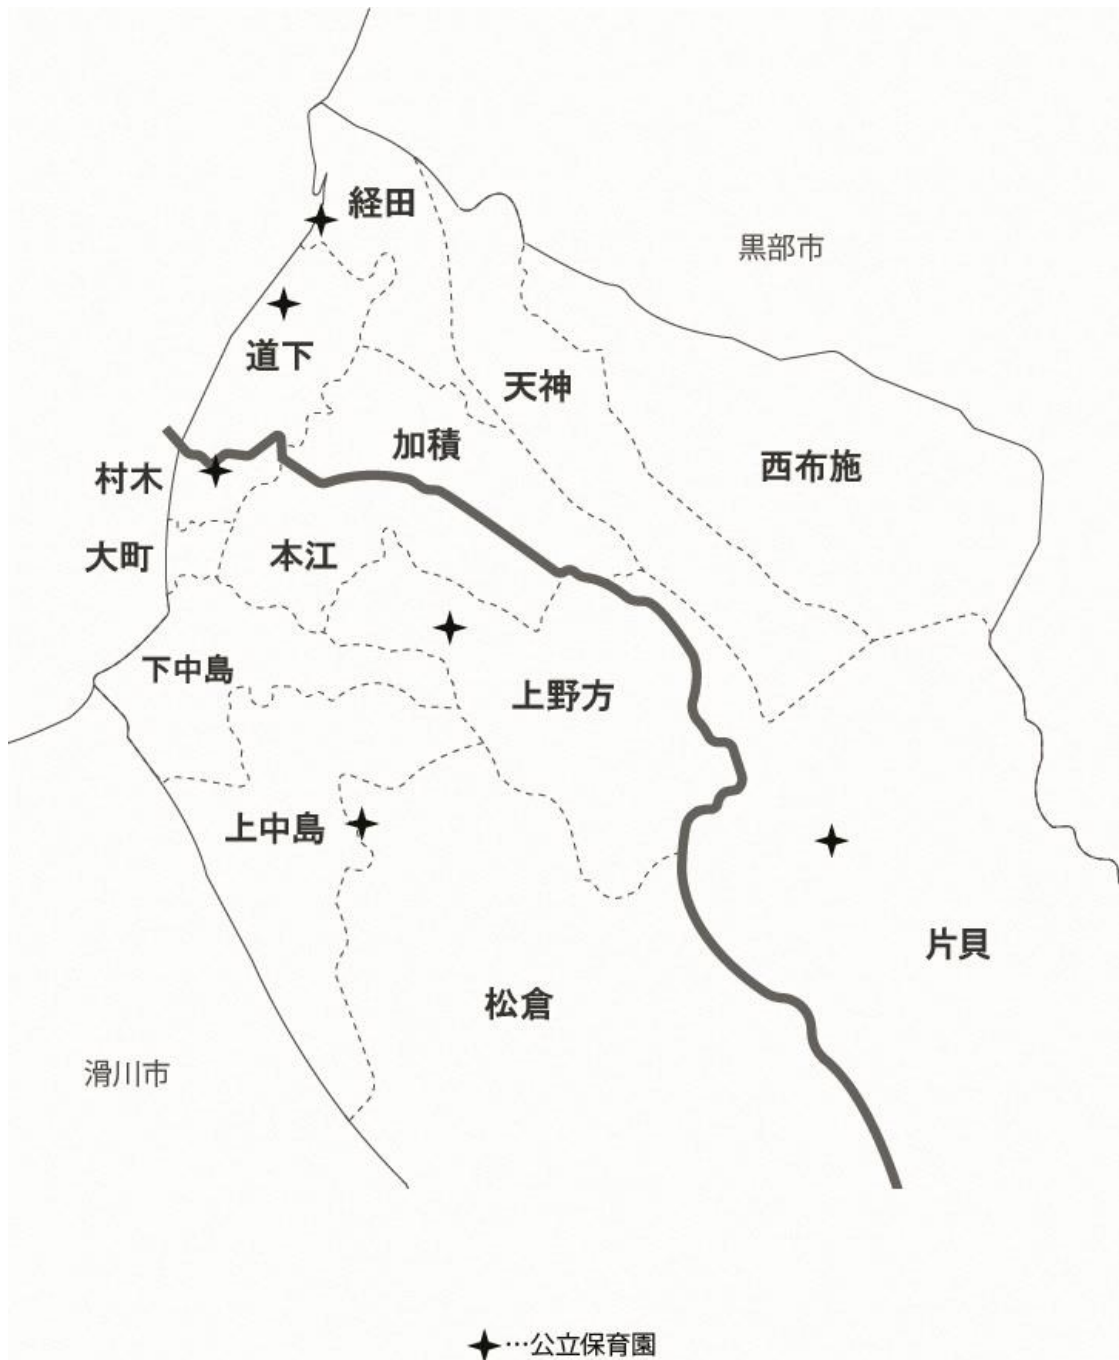 経田
黒部市
道下
天神
加積
西布施
村木
大町
本江
下中島
上野方
上中島
片貝
松倉
滑川市
…公立保育園